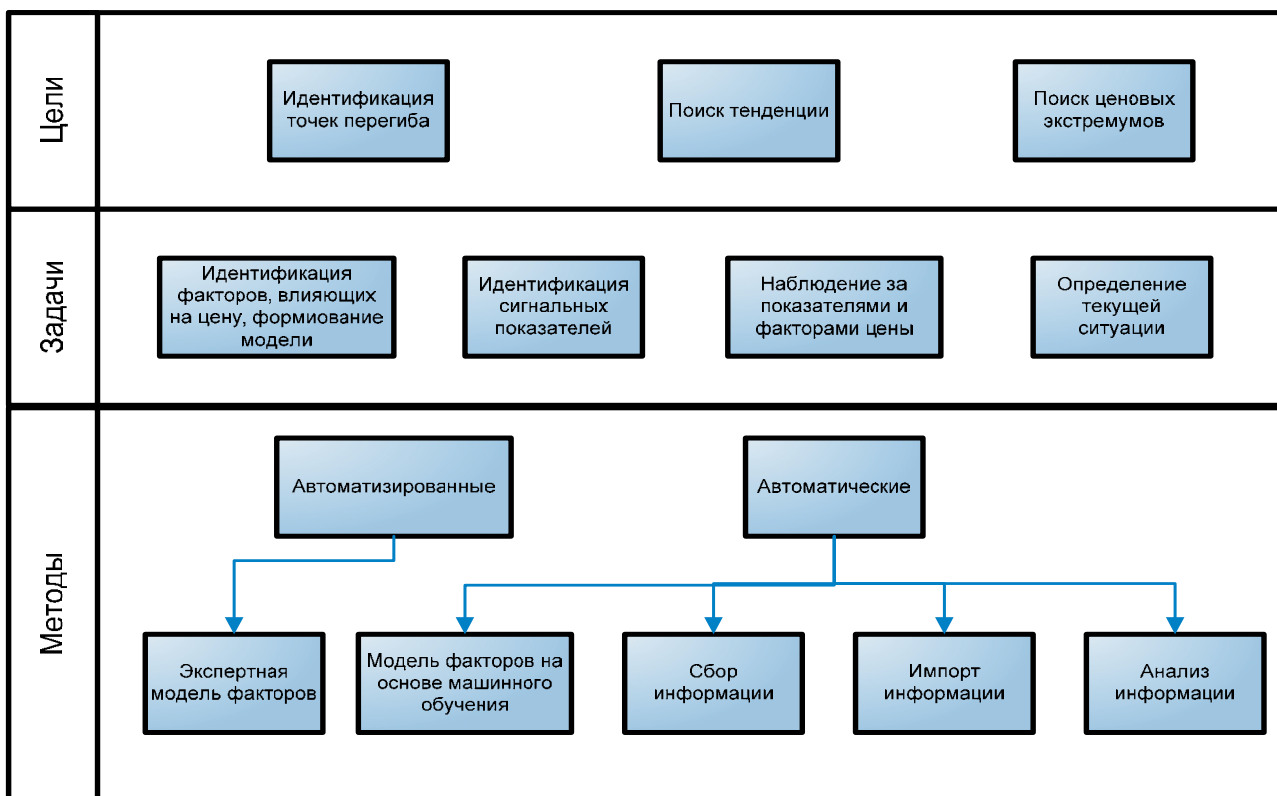 Цели
Идентификация
точек перегиба
Поиск тенденции
Поиск ценовых
экстремумов
Задачи
Идентификация
факторов, влияющих
на цену, формиование
модели
Идентификация
сигнальных
показателей
Наблюдение за
показателями и
факторами цены
Определение
текущей
ситуации
Методы
Автоматизированные
Автоматические
Экспертная
модель факторов
Модель факторов на
основе машинного
обучения
Сбор
информации
Импорт
информации
Анализ
информации